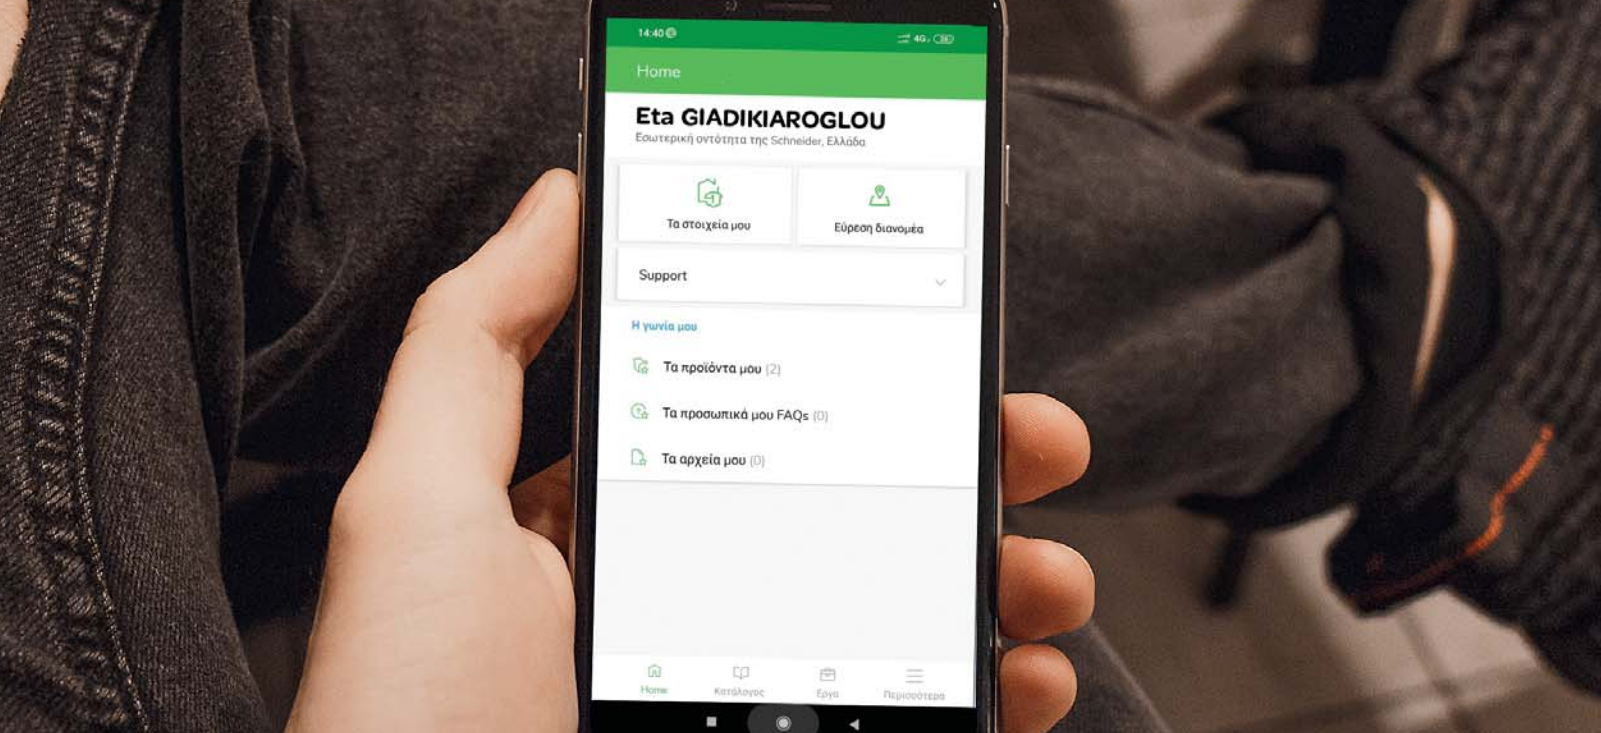 14:40
4G
Home
Eta GIADIKIAROGLOU
Εσωτερική οντότητα της Schneider, Ελλάδα
Τα στοιχεία μου
Εύρεση διανομέα
Support
Η γωνία μου
Τα προϊόντα μου (2)
Τα προσωπικά μου FAQs (0)
Τα αρχεία μου (0)
Home
Κατάλογος
Εργα
Περισσότερα